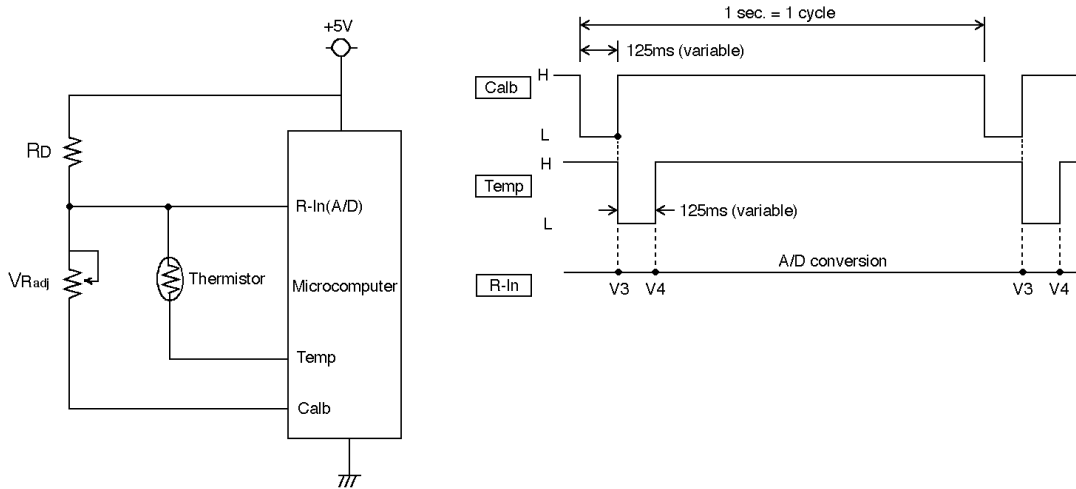 +5V
RD
R-In(A/D)
VRadj
Thermistor
Microcomputer
Temp
Calb
1 sec. = 1 cycle
125ms (variable)
Calb
H
L
Temp
H
125ms (variable)
L
A/D conversion
R-In
V3
V4
V3
V4